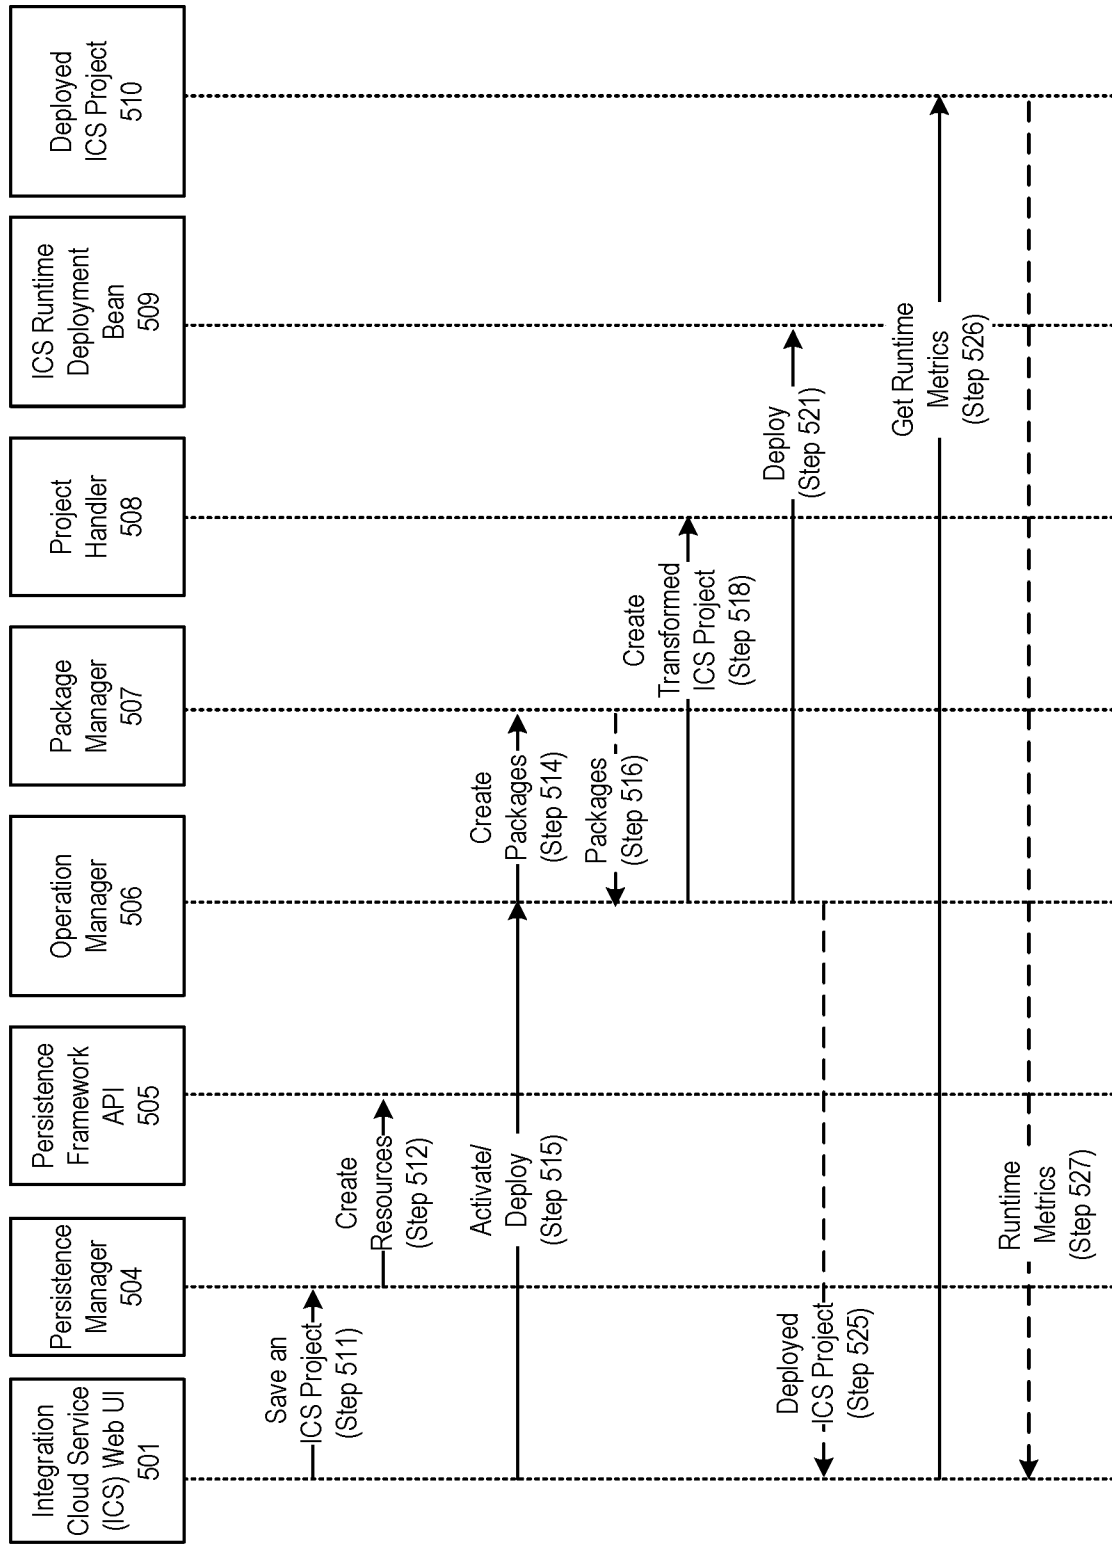 Integration
Cloud Service
(ICS) Web UI
501
Persistence
Manager
504
Persistence
Framework
API
505
Operation
Manager
506
Package
Manager
507
Project
Handler
508
ICS Runtime
Deployment
Bean
509
Deployed
ICS Project
510
Save an
ICS Project
(Step 511)
Create
Resources
(Step 512)
Activate/
Deploy
(Step 515)
Create
Packages
(Step 514)
Packages
(Step 516)
Create
Transformed
ICS Project
(Step 518)
Deploy
(Step 521)
Deployed
ICS Project
(Step 525)
Get Runtime
Metrics
(Step 526)
Runtime
Metrics
(Step 527)